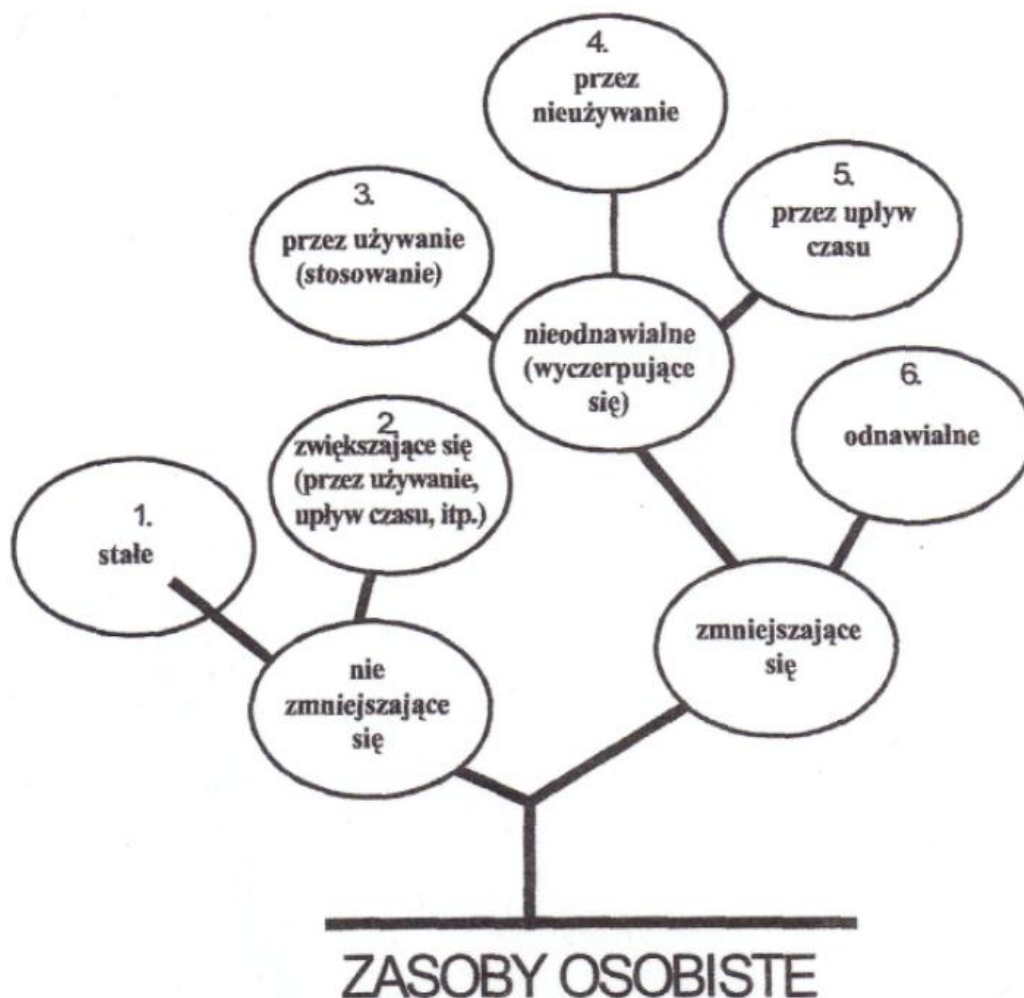 4.
przez
nieużywanie
3.
przez używanie
(stosowanie)
5.
przez upływ
czasu
nieodnawialne
(wyczerpujące
się)
6.
odnawialne
2
zwiększające się
(przez używanie,
upływ czasu, itp.)
1.
stałe
nie
zmniejszające
się
zmniejszające
się
ZASOBY OSOBISTE